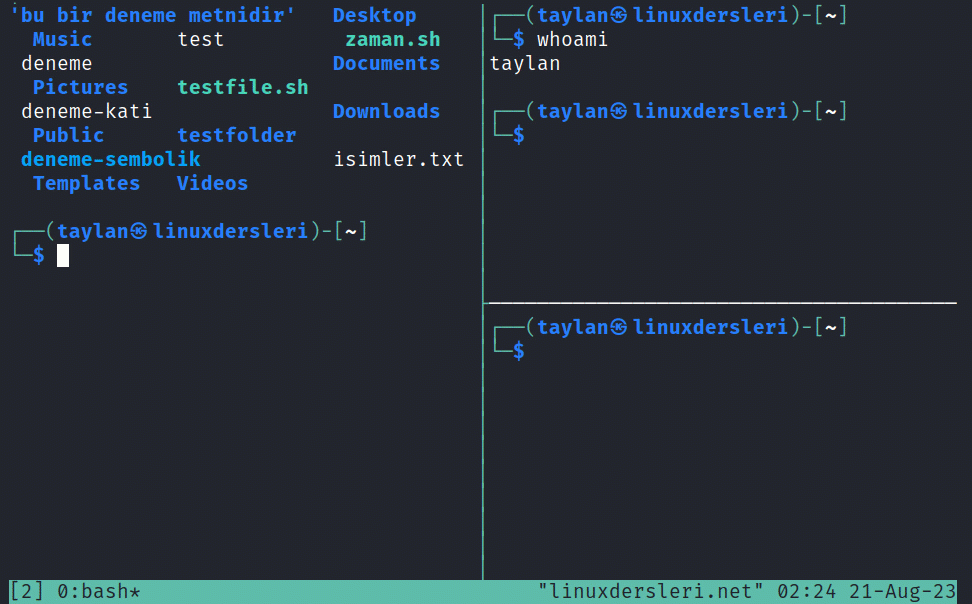 'bu bir deneme metnidir'   Desktop
Music       test          zaman.sh
deneme                    Documents
Pictures    testfile.sh
deneme-kati               Downloads
Public      testfolder
deneme-sembolik           isimler.txt
Templates   Videos
┌──(taylan㉿linuxdersleri)-[~]
└─$
┌──(taylan㉿linuxdersleri)-[~]
└─$ whoami
taylan
┌──(taylan㉿linuxdersleri)-[~]
└─$
┌──(taylan㉿linuxdersleri)-[~]
└─$
[2] 0:bash*                "linuxdersleri.net" 02:24 21-Aug-23